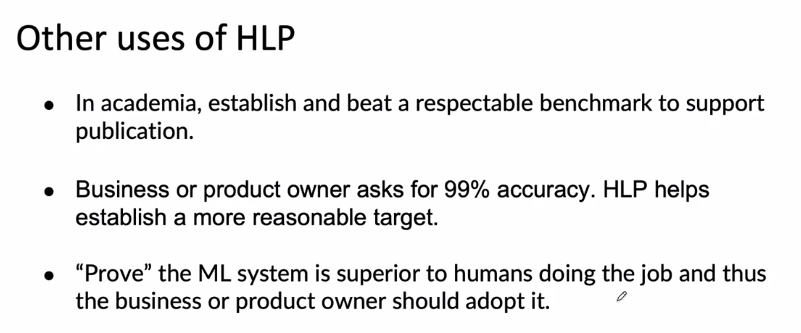 Other uses of HLP
• In academia, establish and beat a respectable benchmark to support
publication.
• Business or product owner asks for 99% accuracy. HLP helps
establish a more reasonable target.
• “Prove” the ML system is superior to humans doing the job and thus
the business or product owner should adopt it.